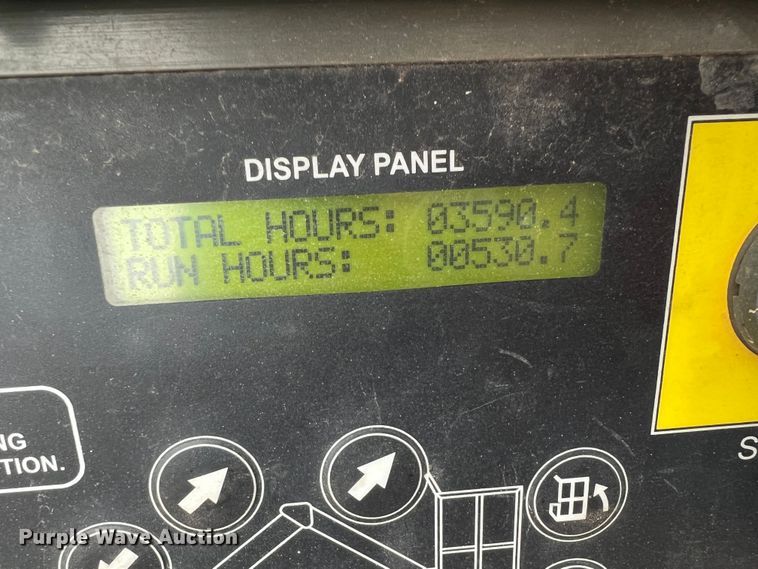 DISPLAY PANEL
TOTAL HOURS: 03590.4
RUN HOURS: 00530.7
NG
TION.
S
Purple Wave Auction